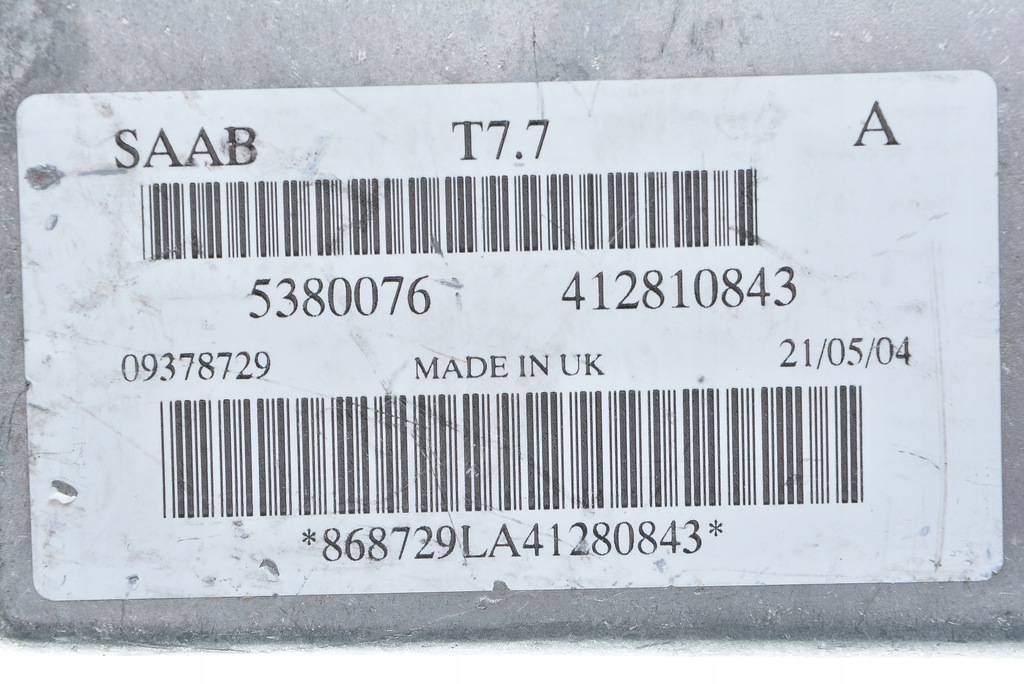 SAAB T7.7 A
5380076 412810843
09378729 MADE IN UK 21/05/04
*868729LA41280843*